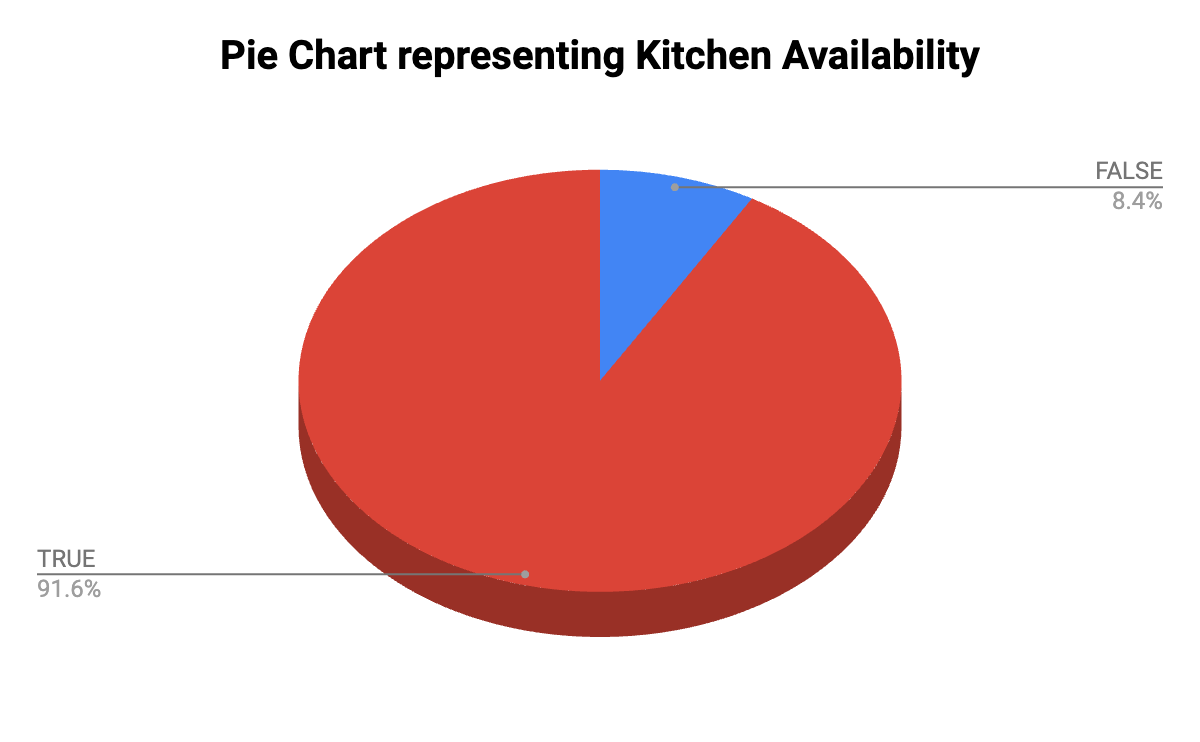 Pie Chart representing Kitchen Availability
FALSE
8.4%
TRUE
91.6%